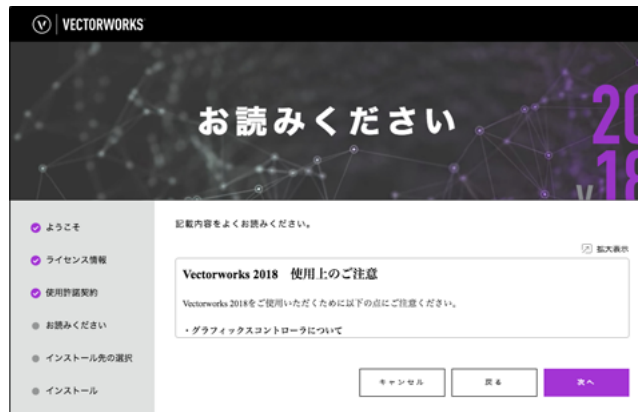 VECTORWORKS
お読みください
2018
V
ようこそ
ライセンス情報
使用許諾契約
お読みください
インストール先の選択
インストール
記載内容をよくお読みください。
拡大表示
Vectorworks 2018　使用上のご注意
Vectorworks 2018をご使用いただくために以下の点にご注意ください。
・グラフィックスコントローラについて
キャンセル
戻る
次へ